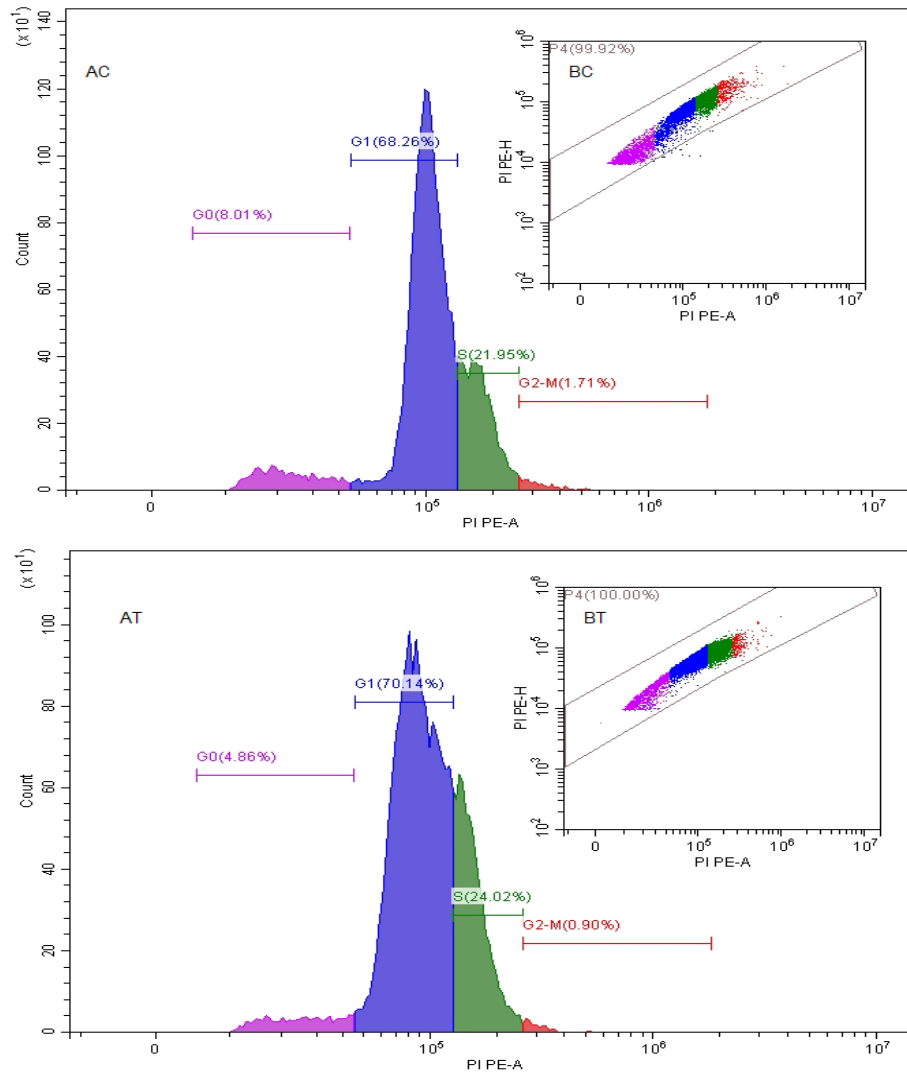 (x10¹)
140
120
100
80
60
40
20
0
Count
AC
G1(68.26%)
G0(8.01%)
S(21.95%)
G2-M(1.71%)
0
10⁵
10⁶
10⁷
PI PE-A
P4(99.92%)
BC
10⁶
10⁵
10⁴
10³
10²
PI PE-H
0
10⁵
10⁶
10⁷
PI PE-A
(x10¹)
100
80
60
40
20
0
Count
AT
G1(70.14%)
G0(4.86%)
S(24.02%)
G2-M(0.90%)
0
10⁵
10⁶
10⁷
PI PE-A
P4(100.00%)
BT
10⁶
10⁵
10⁴
10³
10²
PI PE-H
0
10⁵
10⁶
10⁷
PI PE-A